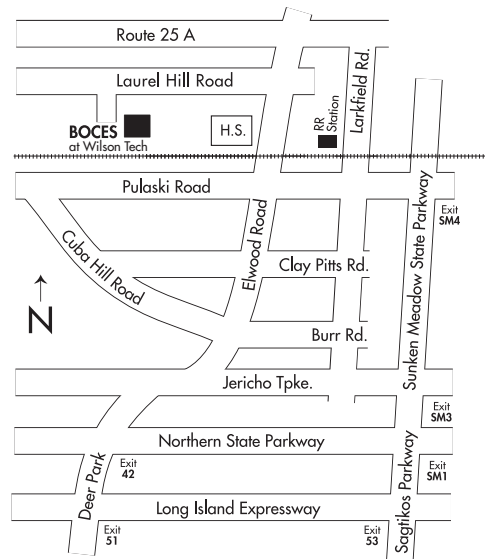 Route 25 A
Larkfield Rd.
Laurel Hill Road
BOCES
at Wilson Tech
H.S.
RR
Station
Pulaski Road
Exit
SM4
Cuba Hill Road
Elwood Road
Sunken Meadow State Parkway
Clay Pitts Rd.
N
Burr Rd.
Jericho Tpke.
Exit
SM3
Northern State Parkway
Deer Park
Exit
42
Sagtikos Parkway
Exit
SM1
Long Island Expressway
Exit
51
Exit
53